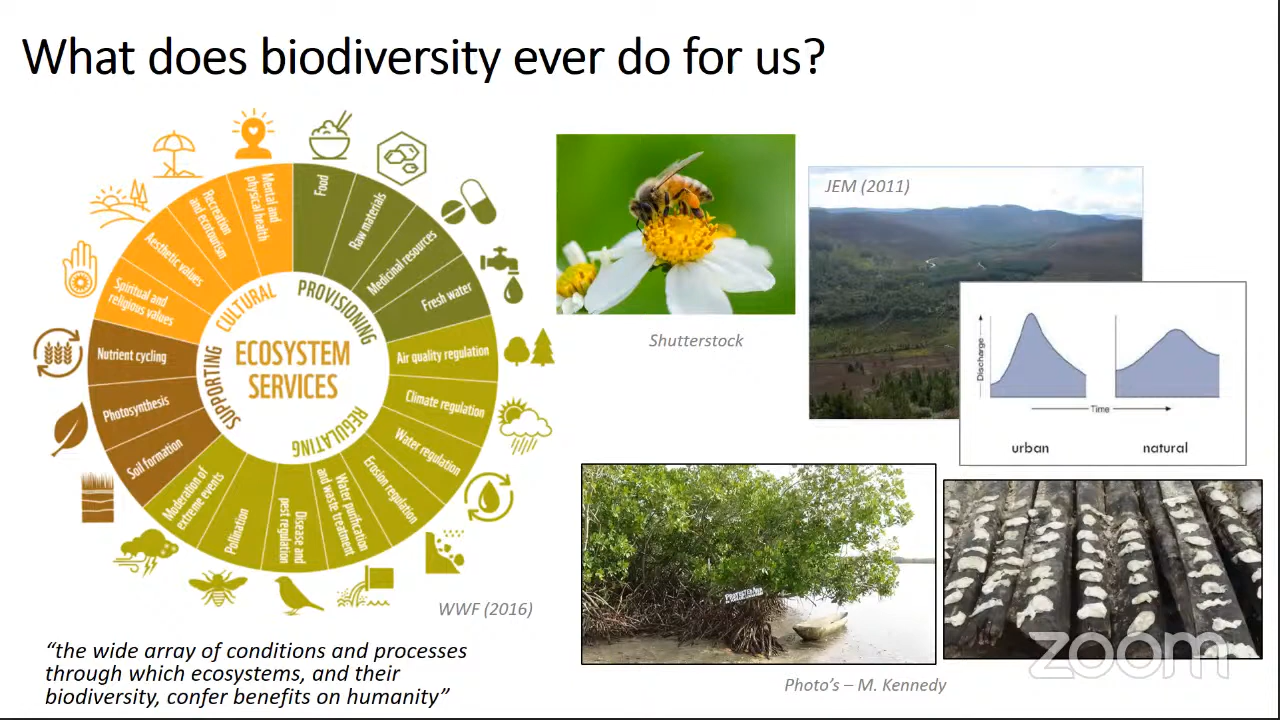 What does biodiversity ever do for us?
Food
Raw materials
Medicinal resources
Fresh water
Air quality regulation
Climate regulation
Water regulation
Erosion regulation
Water purification
and waste treatment
Disease and
pest regulation
Pollination
Moderation of
extreme events
Soil formation
Photosynthesis
Nutrient cycling
Spiritual and
religious values
Aesthetic values
Recreation
and ecotourism
Mental and
physical health
CULTURAL
PROVISIONING
REGULATING
SUPPORTING
ECOSYSTEM
SERVICES
WWF (2016)
“the wide array of conditions and processes
through which ecosystems, and their
biodiversity, confer benefits on humanity”
Shutterstock
JEM (2011)
Discharge
Time
urban
natural
Photo’s – M. Kennedy
zoom